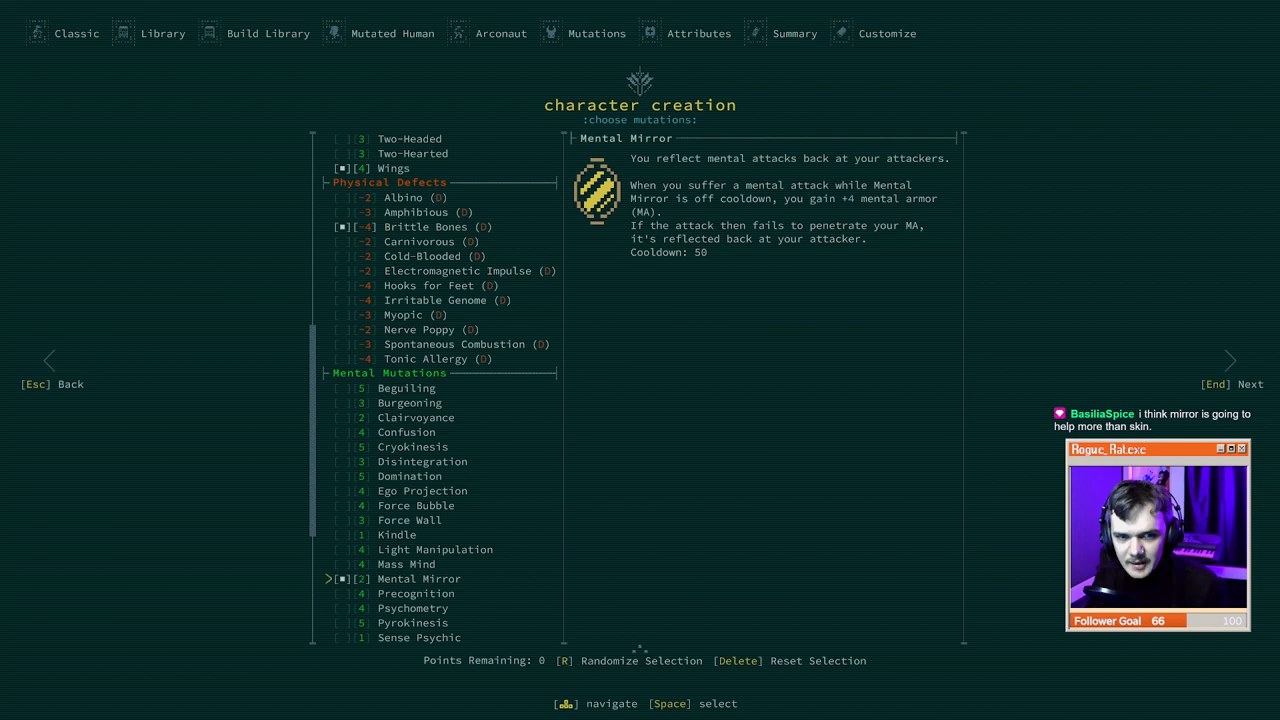 Classic Library Build Library Mutated Human Arconaut Mutations Attributes Summary Customize
character creation
:choose mutations:
[ ][3] Two-Headed
[ ][3] Two-Hearted
[■][4] Wings
Physical Defects
[ ][-2] Albino (D)
[ ][-3] Amphibious (D)
[■][-4] Brittle Bones (D)
[ ][-2] Carnivorous (D)
[ ][-2] Cold-Blooded (D)
[ ][-2] Electromagnetic Impulse (D)
[ ][-4] Hooks for Feet (D)
[ ][-4] Irritable Genome (D)
[ ][-3] Myopic (D)
[ ][-2] Nerve Poppy (D)
[ ][-3] Spontaneous Combustion (D)
[ ][-4] Tonic Allergy (D)
Mental Mutations
[ ][5] Beguiling
[ ][3] Burgeoning
[ ][2] Clairvoyance
[ ][4] Confusion
[ ][5] Cryokinesis
[ ][3] Disintegration
[ ][5] Domination
[ ][4] Ego Projection
[ ][4] Force Bubble
[ ][3] Force Wall
[ ][1] Kindle
[ ][4] Light Manipulation
[ ][4] Mass Mind
>[■][2] Mental Mirror
[ ][4] Precognition
[ ][4] Psychometry
[ ][5] Pyrokinesis
[ ][1] Sense Psychic
Mental Mirror
You reflect mental attacks back at your attackers.
When you suffer a mental attack while Mental
Mirror is off cooldown, you gain +4 mental armor
(MA).
If the attack then fails to penetrate your MA,
it's reflected back at your attacker.
Cooldown: 50
[Esc] Back
[End] Next
BasiliaSpice i think mirror is going to
help more than skin.
Rogue_Rat.exe
Follower Goal 66 100
Points Remaining: 0 [R] Randomize Selection [Delete] Reset Selection
navigate [Space] select